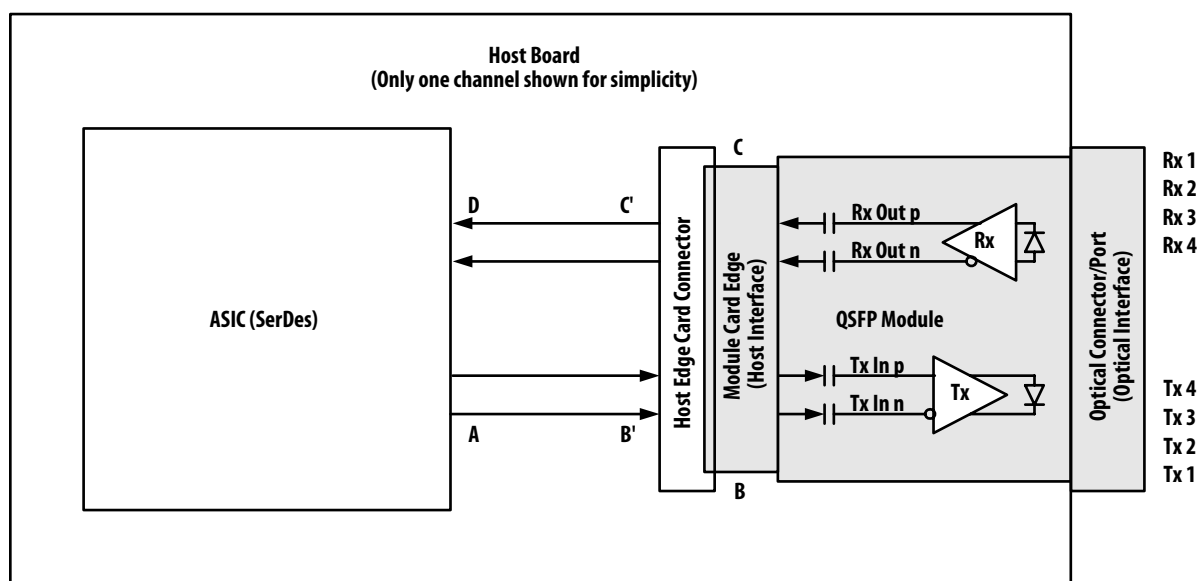 Host Board
(Only one channel shown for simplicity)
ASIC (SerDes)
D
C'
A
B'
Host Edge Card Connector
C
Module Card Edge
(Host Interface)
B
Rx Out p
Rx Out n
Rx
QSFP Module
Tx In p
Tx In n
Tx
Optical Connector/Port
(Optical Interface)
Rx 1
Rx 2
Rx 3
Rx 4
Tx 4
Tx 3
Tx 2
Tx 1